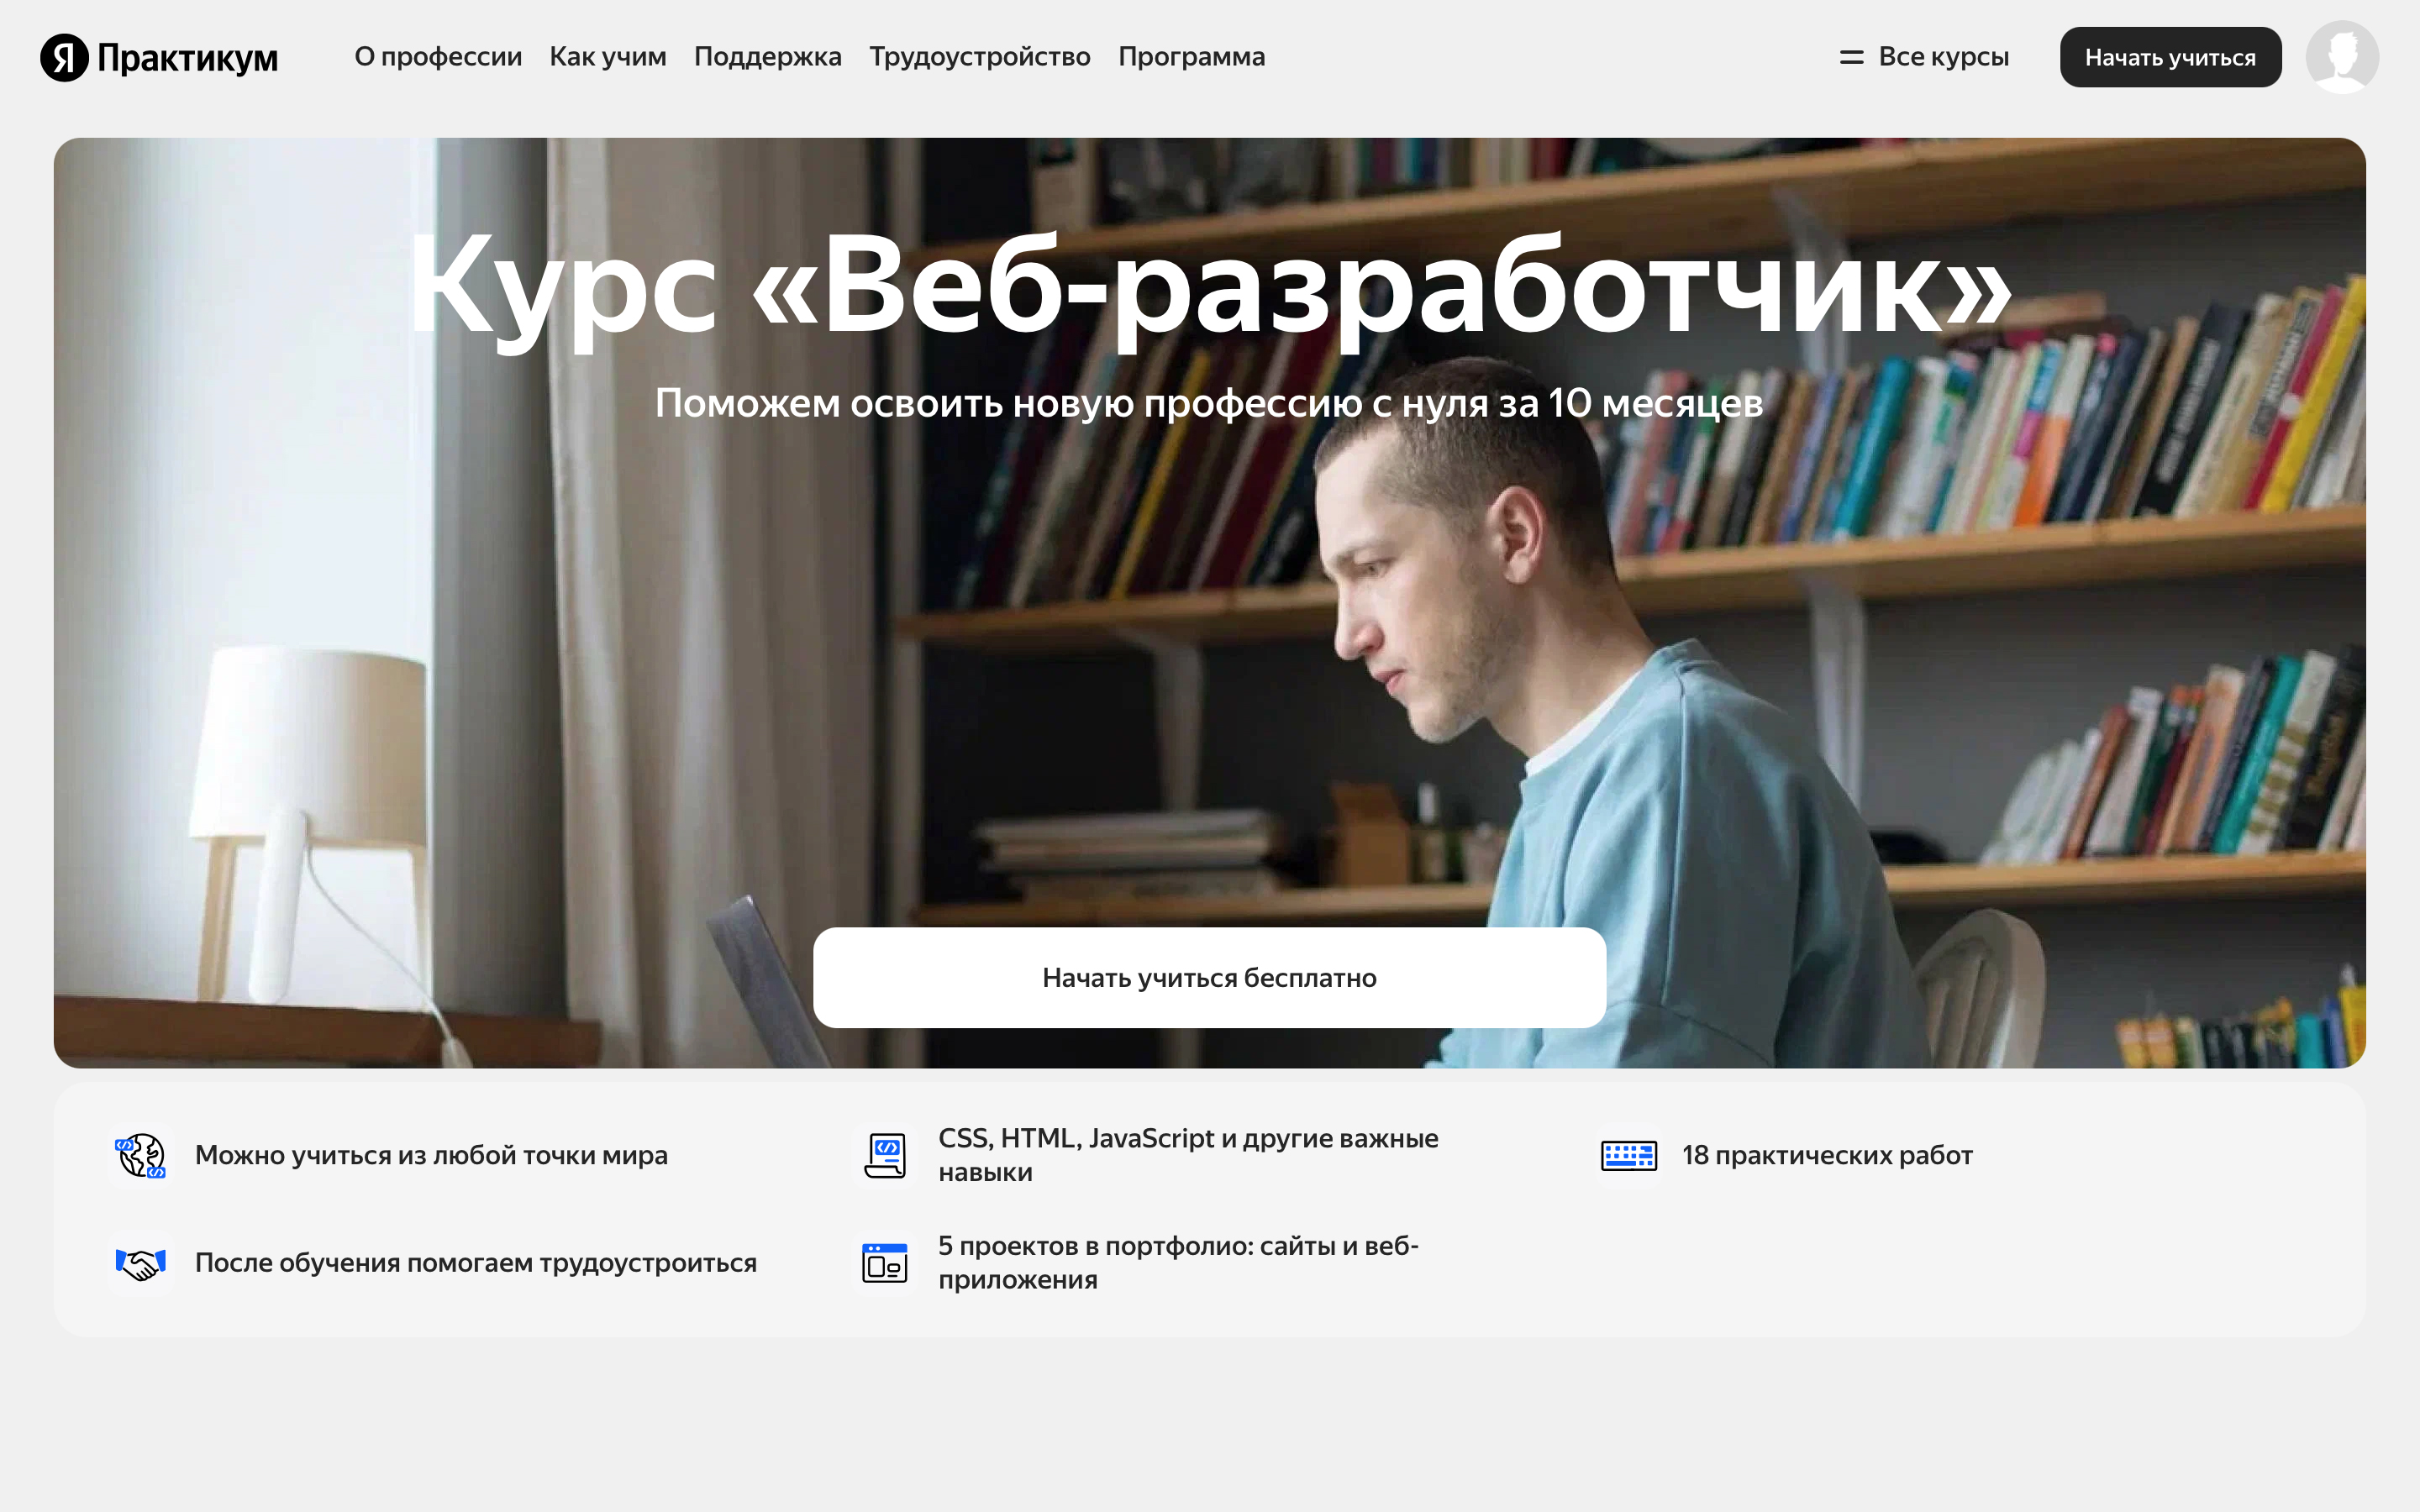 Я Практикум
О профессии
Как учим
Поддержка
Трудоустройство
Программа
Все курсы
Начать учиться
Курс «Веб-разработчик»
Поможем освоить новую профессию с нуля за 10 месяцев
Начать учиться бесплатно
Можно учиться из любой точки мира
CSS, HTML, JavaScript и другие важные
навыки
18 практических работ
После обучения помогаем трудоустроиться
5 проектов в портфолио: сайты и веб-
приложения